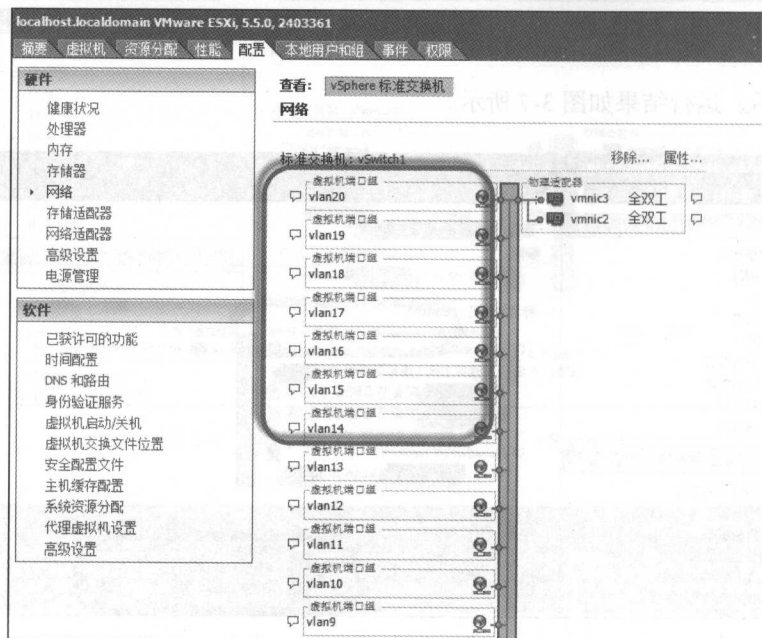 localhost.localdomain VMware ESXi, 5.5.0, 2403361
摘要 虚拟机 资源分配 性能 配置 本地用户和组 事件 权限
硬件
健康状况
处理器
内存
存储器
网络
存储适配器
网络适配器
高级设置
电源管理
软件
已获许可的功能
时间配置
DNS 和路由
身份验证服务
虚拟机启动/关机
虚拟机交换文件位置
安全配置文件
主机缓存配置
系统资源分配
代理虚拟机设置
高级设置
查看: vSphere 标准交换机
网络
标准交换机: vSwitch1 移除... 属性...
虚拟机端口组
vlan20
虚拟机端口组
vlan19
虚拟机端口组
vlan18
虚拟机端口组
vlan17
虚拟机端口组
vlan16
虚拟机端口组
vlan15
虚拟机端口组
vlan14
虚拟机端口组
vlan13
虚拟机端口组
vlan12
虚拟机端口组
vlan11
虚拟机端口组
vlan10
虚拟机端口组
vlan9
物理适配器
vmnic3 全双工
vmnic2 全双工